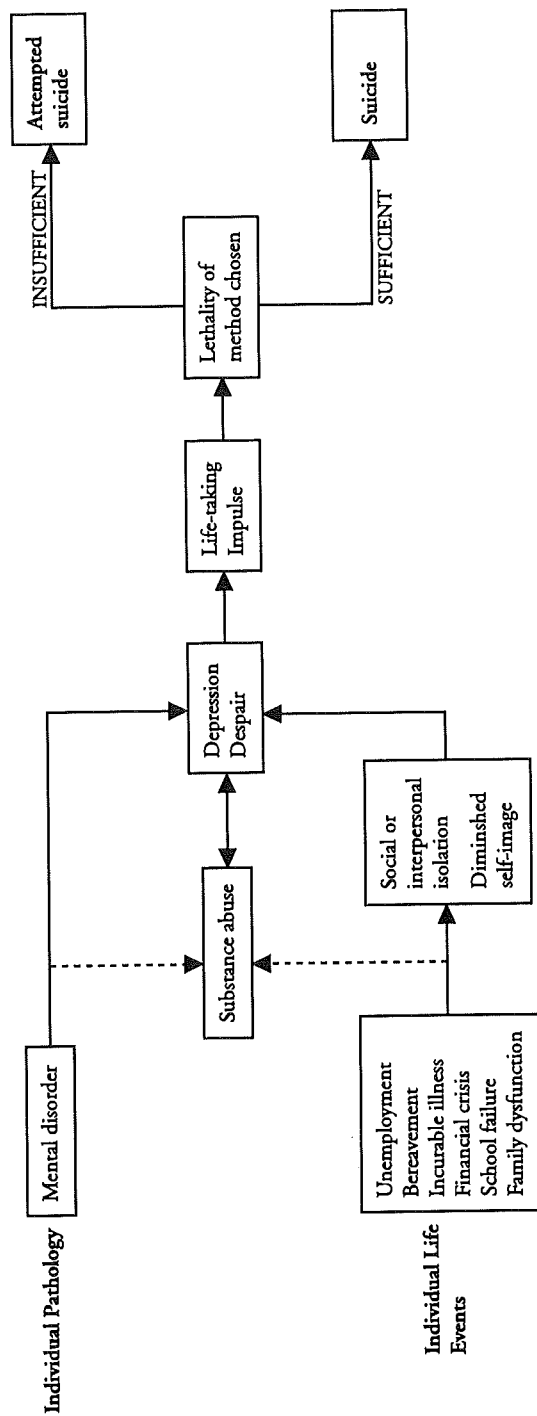 Individual Pathology
Mental disorder
Substance abuse
Individual Life
Events
Unemployment
Bereavement
Incurable illness
Financial crisis
School failure
Family dysfunction
Social or
interpersonal
isolation
Diminshed
self-image
Depression
Despair
Life-taking
Impulse
Lethality of
method chosen
INSUFFICIENT
Attempted
suicide
SUFFICIENT
Suicide